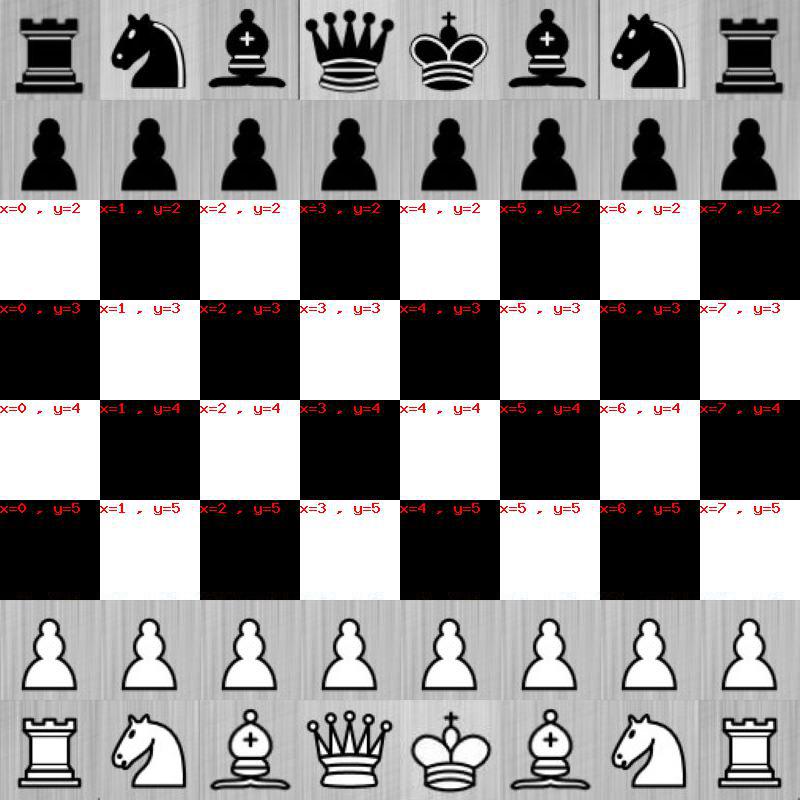 x=0 , y=2 x=1 , y=2 x=2 , y=2 x=3 , y=2 x=4 , y=2 x=5 , y=2 x=6 , y=2 x=7 , y=2
x=0 , y=3 x=1 , y=3 x=2 , y=3 x=3 , y=3 x=4 , y=3 x=5 , y=3 x=6 , y=3 x=7 , y=3
x=0 , y=4 x=1 , y=4 x=2 , y=4 x=3 , y=4 x=4 , y=4 x=5 , y=4 x=6 , y=4 x=7 , y=4
x=0 , y=5 x=1 , y=5 x=2 , y=5 x=3 , y=5 x=4 , y=5 x=5 , y=5 x=6 , y=5 x=7 , y=5